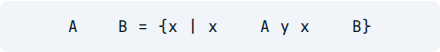 A    B = {x | x    A y x    B}